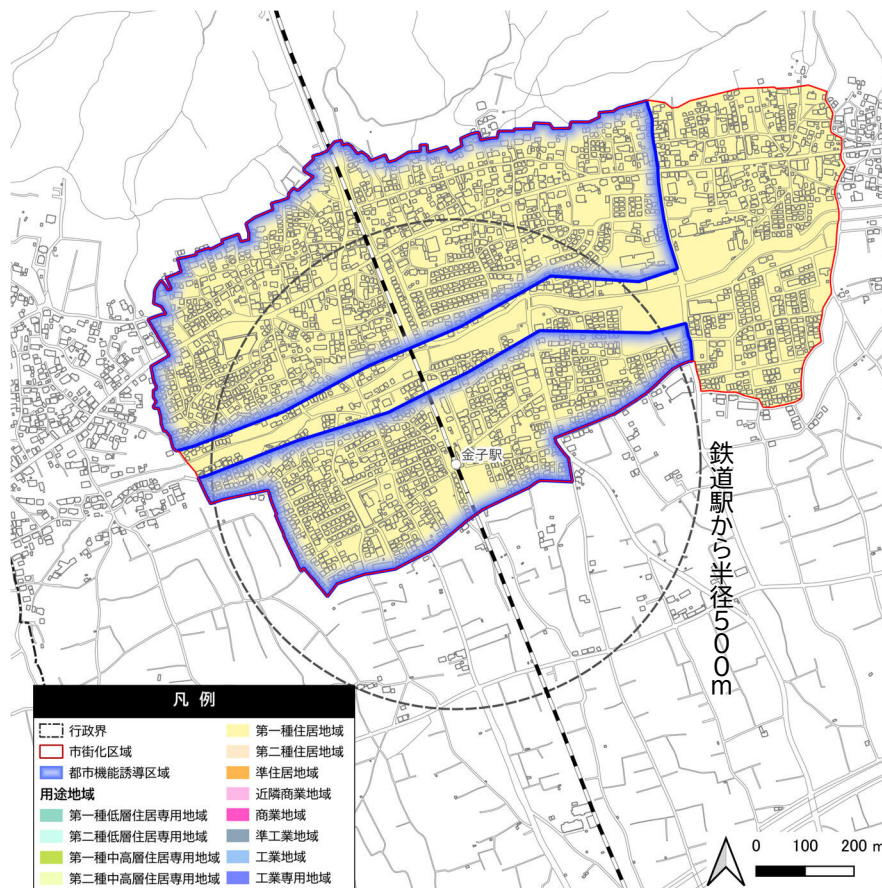 金子駅
鉄道駅から半径５００ｍ
凡 例
行政界
市街化区域
都市機能誘導区域
用途地域
第一種低層住居専用地域
第二種低層住居専用地域
第一種中高層住居専用地域
第二種中高層住居専用地域
第一種住居地域
第二種住居地域
準住居地域
近隣商業地域
商業地域
準工業地域
工業地域
工業専用地域
0 100 200 m